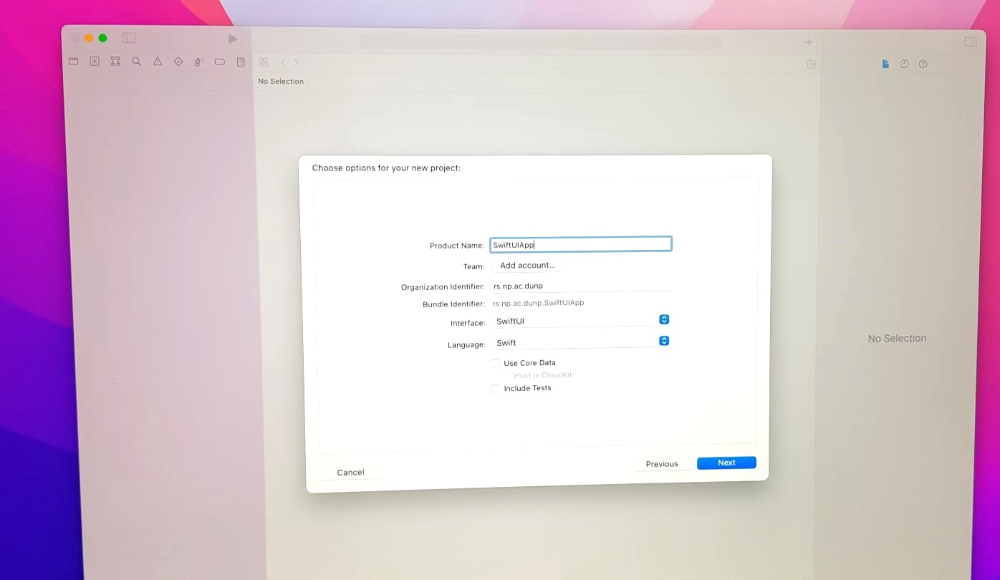 No Selection
Choose options for your new project:
Product Name: SwiftUIApp
Team: Add account...
Organization Identifier: rs.np.ac.dunp
Bundle Identifier: rs.np.ac.dunp.SwiftUIApp
Interface: SwiftUI
Language: Swift
No Selection
Use Core Data
Host in CloudKit
Include Tests
Cancel Previous Next